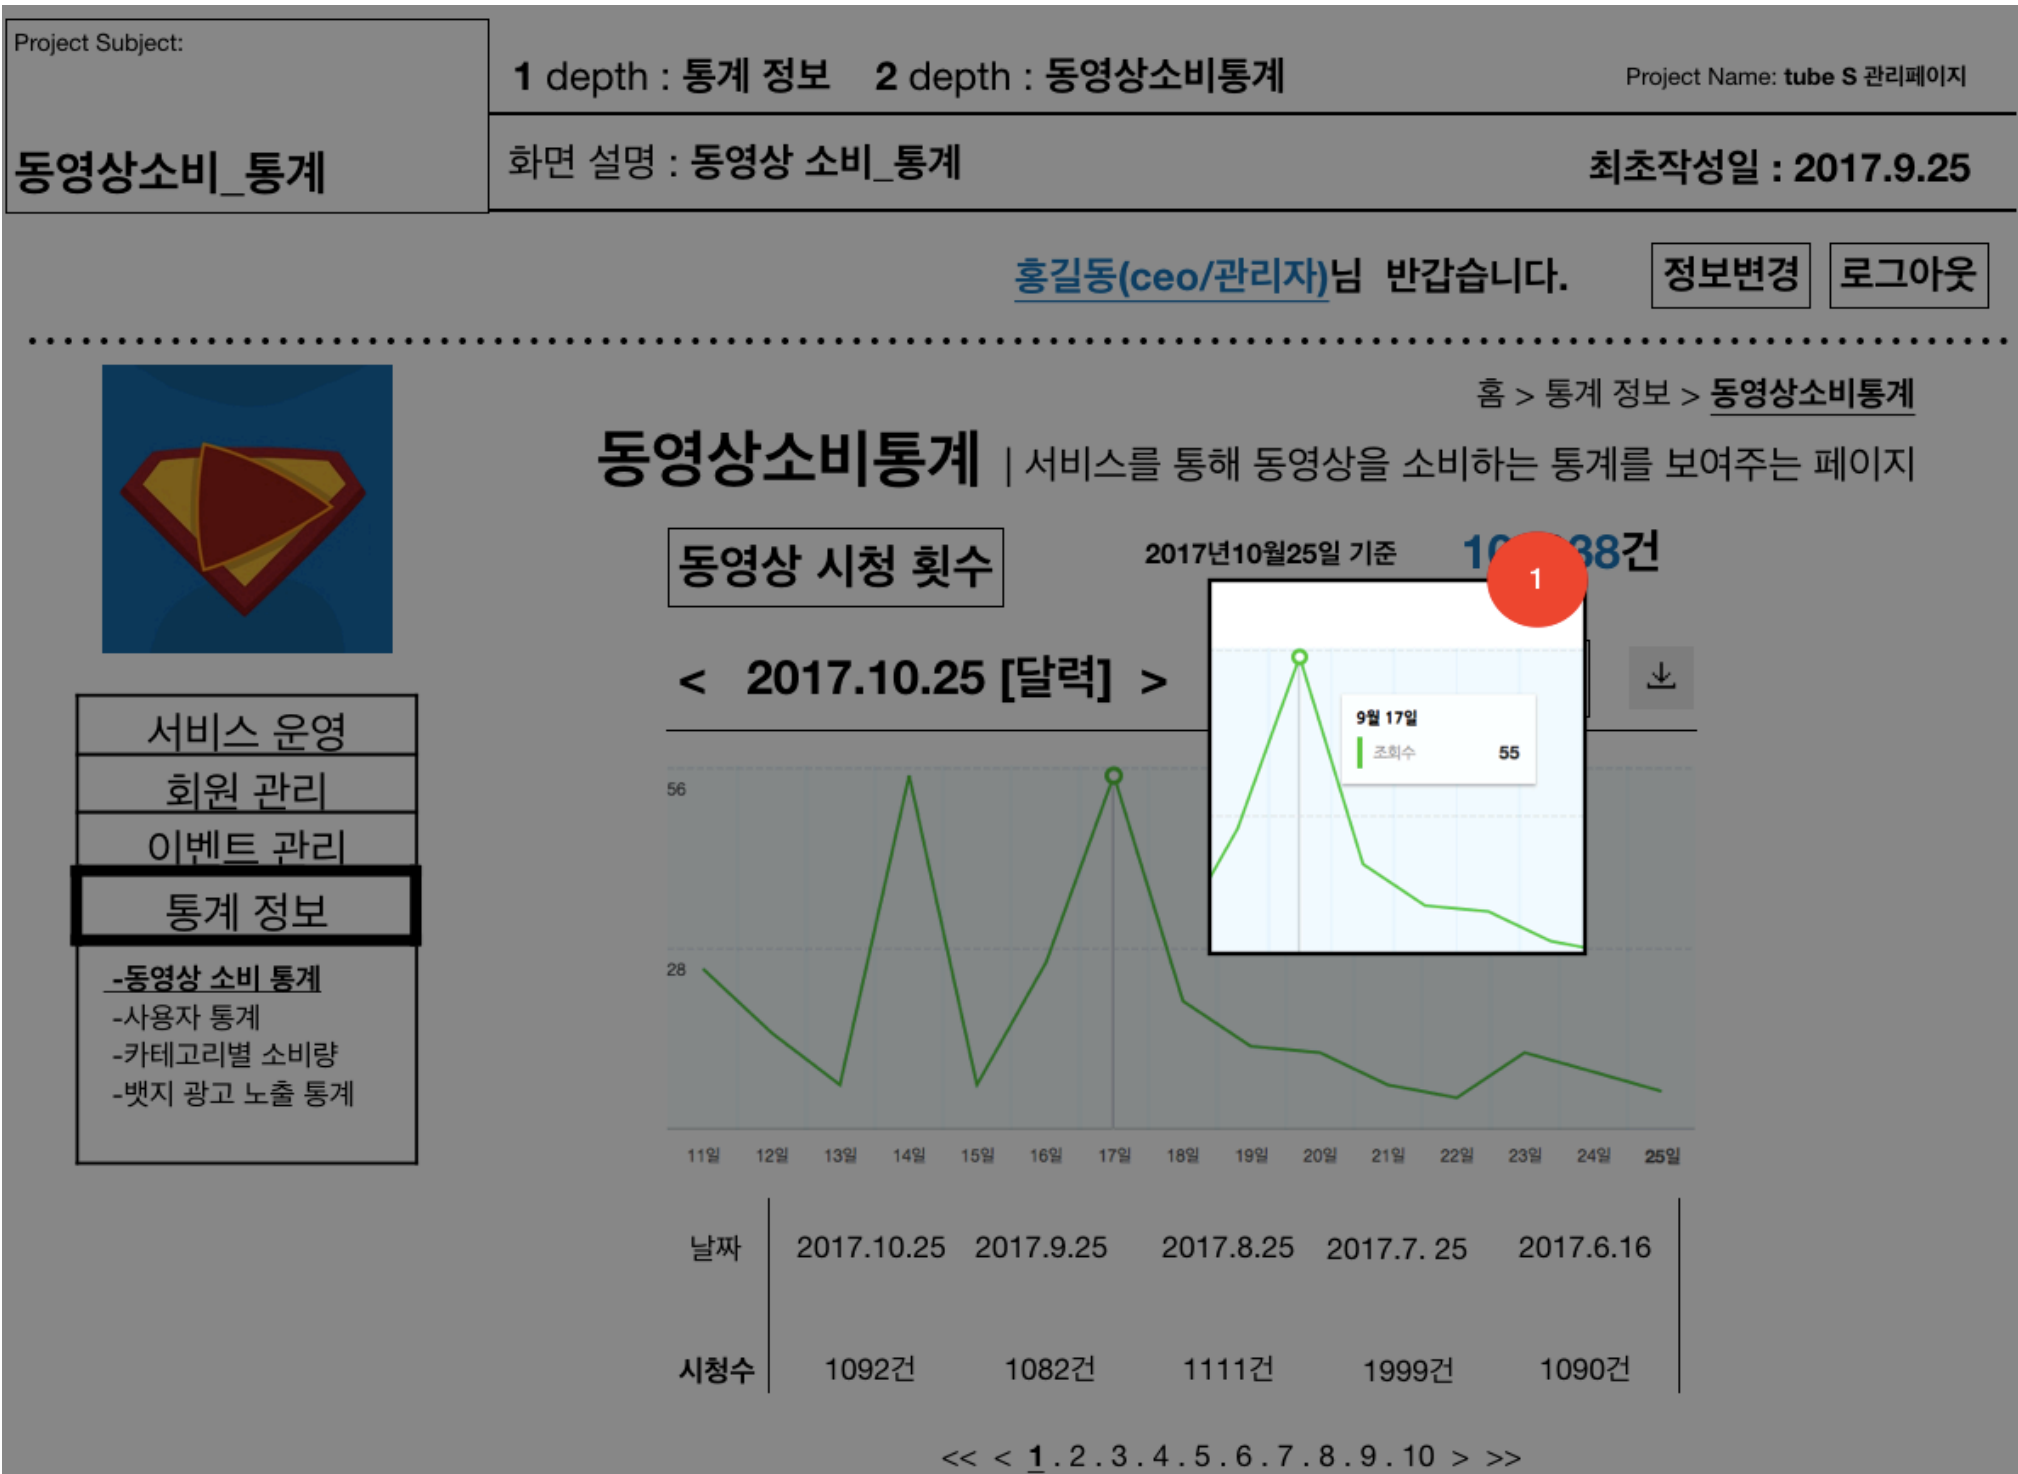 Project Subject:
동영상소비_통계
1 depth : 통계 정보 2 depth : 동영상소비통계
Project Name: tube S 관리페이지
화면 설명 : 동영상 소비_통계
최초작성일 : 2017.9.25
홍길동(ceo/관리자)님 반갑습니다.
정보변경
로그아웃
홈 > 통계 정보 > 동영상소비통계
동영상소비통계 | 서비스를 통해 동영상을 소비하는 통계를 보여주는 페이지
서비스 운영
회원 관리
이벤트 관리
통계 정보
-동영상 소비 통계
-사용자 통계
-카테고리별 소비량
-뱃지 광고 노출 통계
동영상 시청 횟수
2017년10월25일 기준
1
< 2017.10.25 [달력] >
9월 17일
조회수 55
56
28
11일 12일 13일 14일 15일 16일 17일 18일 19일 20일 21일 22일 23일 24일 25일
날짜 2017.10.25 2017.9.25 2017.8.25 2017.7. 25 2017.6.16
시청수 1092건 1082건 1111건 1999건 1090건
<< < 1 . 2 . 3 . 4 . 5 . 6 . 7 . 8 . 9 . 10 > >>